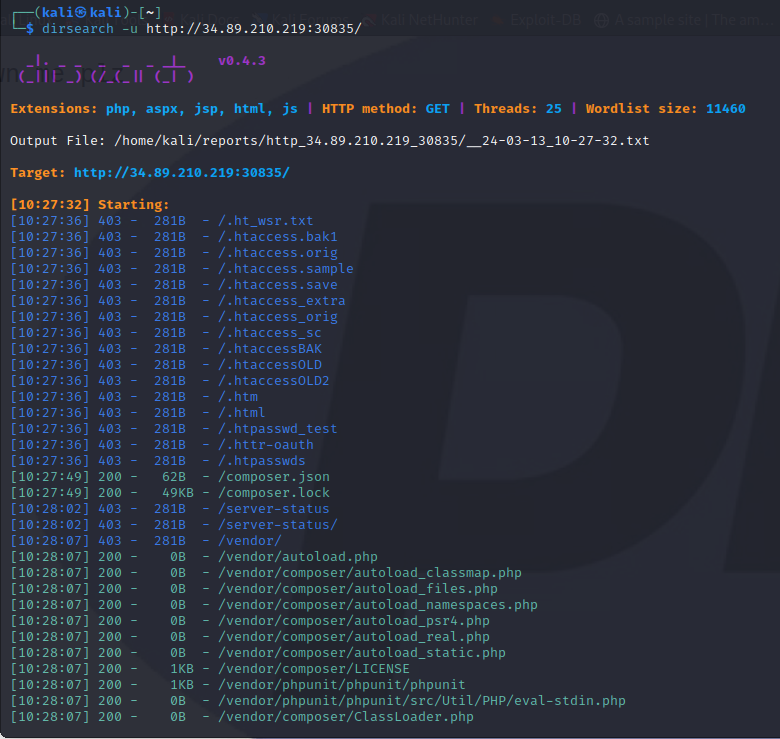 (kali㉿kali)-[~]
$ dirsearch -u http://34.89.210.219:30835/
_|. _ _  _  _  _ _|_    v0.4.3
(_||| _) (/_(_|| (_| )
Extensions: php, aspx, jsp, html, js | HTTP method: GET | Threads: 25 | Wordlist size: 11460
Output File: /home/kali/reports/http_34.89.210.219_30835/__24-03-13_10-27-32.txt
Target: http://34.89.210.219:30835/
[10:27:32] Starting:
[10:27:36] 403 -  281B  - /.ht_wsr.txt
[10:27:36] 403 -  281B  - /.htaccess.bak1
[10:27:36] 403 -  281B  - /.htaccess.orig
[10:27:36] 403 -  281B  - /.htaccess.sample
[10:27:36] 403 -  281B  - /.htaccess.save
[10:27:36] 403 -  281B  - /.htaccess_extra
[10:27:36] 403 -  281B  - /.htaccess_orig
[10:27:36] 403 -  281B  - /.htaccess_sc
[10:27:36] 403 -  281B  - /.htaccessBAK
[10:27:36] 403 -  281B  - /.htaccessOLD
[10:27:36] 403 -  281B  - /.htaccessOLD2
[10:27:36] 403 -  281B  - /.htm
[10:27:36] 403 -  281B  - /.html
[10:27:36] 403 -  281B  - /.htpasswd_test
[10:27:36] 403 -  281B  - /.httr-oauth
[10:27:36] 403 -  281B  - /.htpasswds
[10:27:49] 200 -   62B  - /composer.json
[10:27:49] 200 -   49KB - /composer.lock
[10:28:02] 403 -  281B  - /server-status
[10:28:02] 403 -  281B  - /server-status/
[10:28:07] 403 -  281B  - /vendor/
[10:28:07] 200 -    0B  - /vendor/autoload.php
[10:28:07] 200 -    0B  - /vendor/composer/autoload_classmap.php
[10:28:07] 200 -    0B  - /vendor/composer/autoload_files.php
[10:28:07] 200 -    0B  - /vendor/composer/autoload_namespaces.php
[10:28:07] 200 -    0B  - /vendor/composer/autoload_psr4.php
[10:28:07] 200 -    0B  - /vendor/composer/autoload_real.php
[10:28:07] 200 -    0B  - /vendor/composer/autoload_static.php
[10:28:07] 200 -    1KB - /vendor/composer/LICENSE
[10:28:07] 200 -    1KB - /vendor/phpunit/phpunit/phpunit
[10:28:07] 200 -    0B  - /vendor/phpunit/phpunit/src/Util/PHP/eval-stdin.php
[10:28:07] 200 -    0B  - /vendor/composer/ClassLoader.php